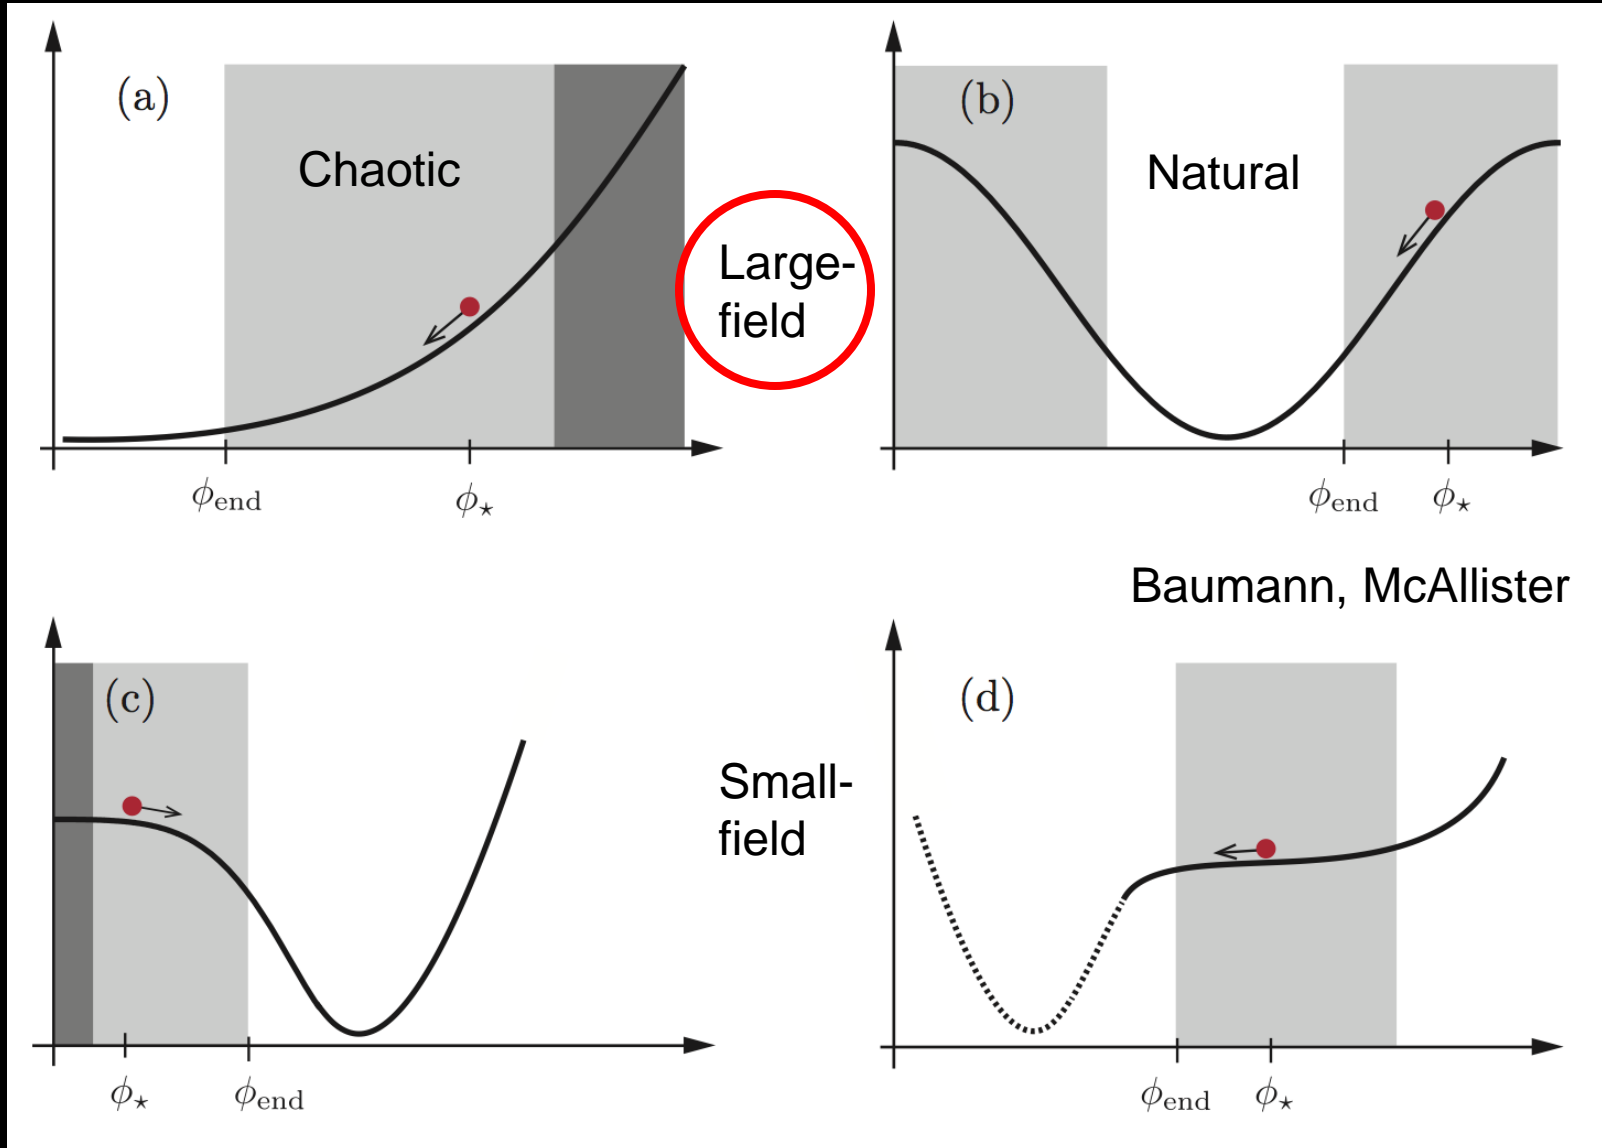 (a)
Chaotic
ϕend
ϕ⋆
Large-
field
(b)
Natural
ϕend
ϕ⋆
Baumann, McAllister
(c)
ϕ⋆
ϕend
Small-
field
(d)
ϕend
ϕ⋆